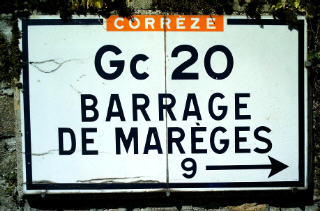 CORRÈZE
Gc 20
BARRAGE
DE MARÈGES
9